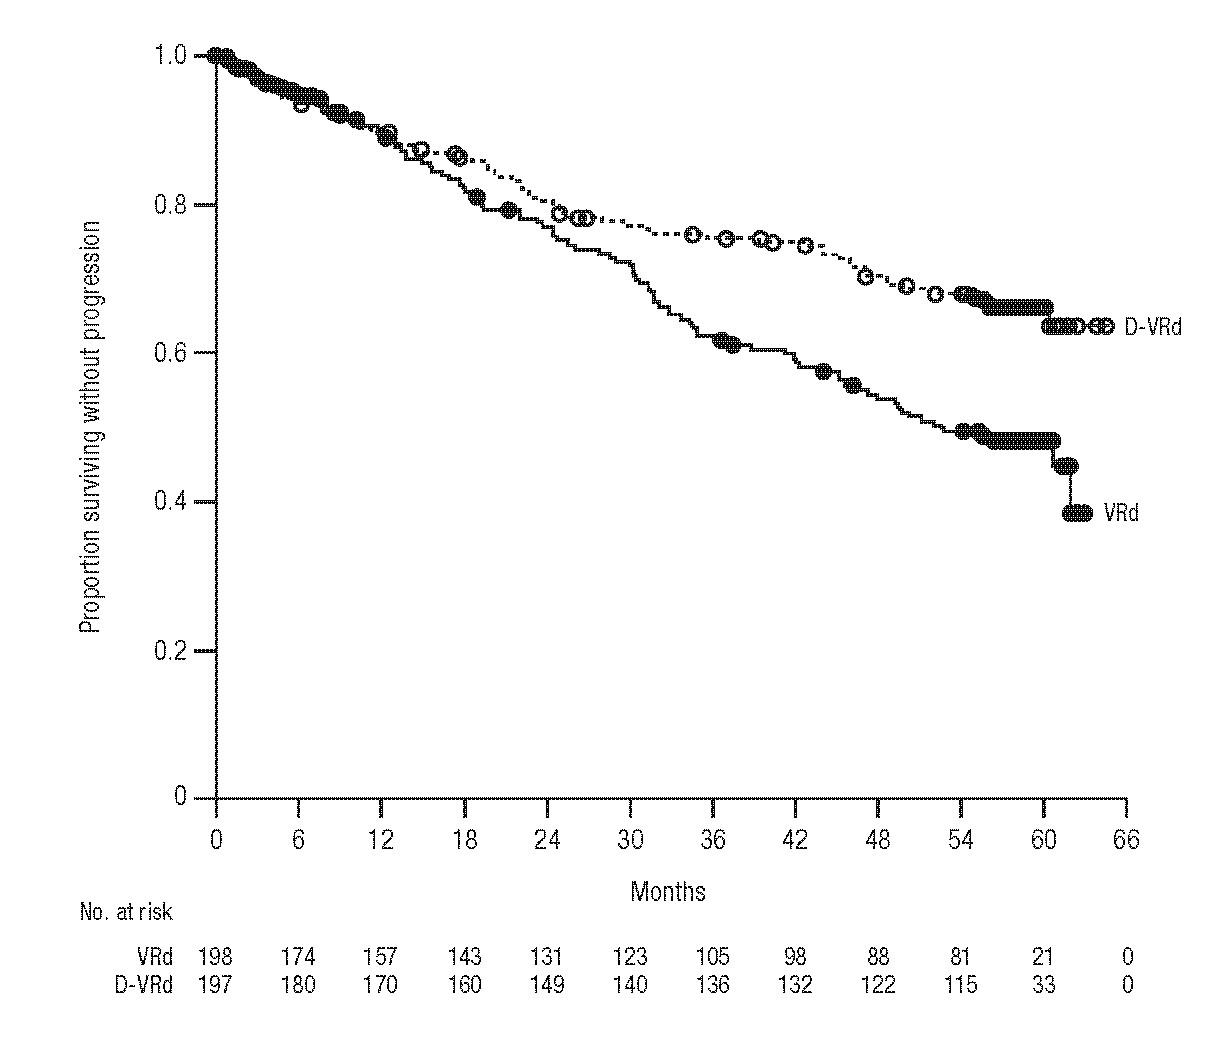 1.0
0.8
0.6
0.4
0.2
0
Proportion surviving without progression
D-VRd
VRd
0 6 12 18 24 30 36 42 48 54 60 66
Months
No. at risk
VRd 198 174 157 143 131 123 105 98 88 81 21 0
D-VRd 197 180 170 160 149 140 136 132 122 115 33 0